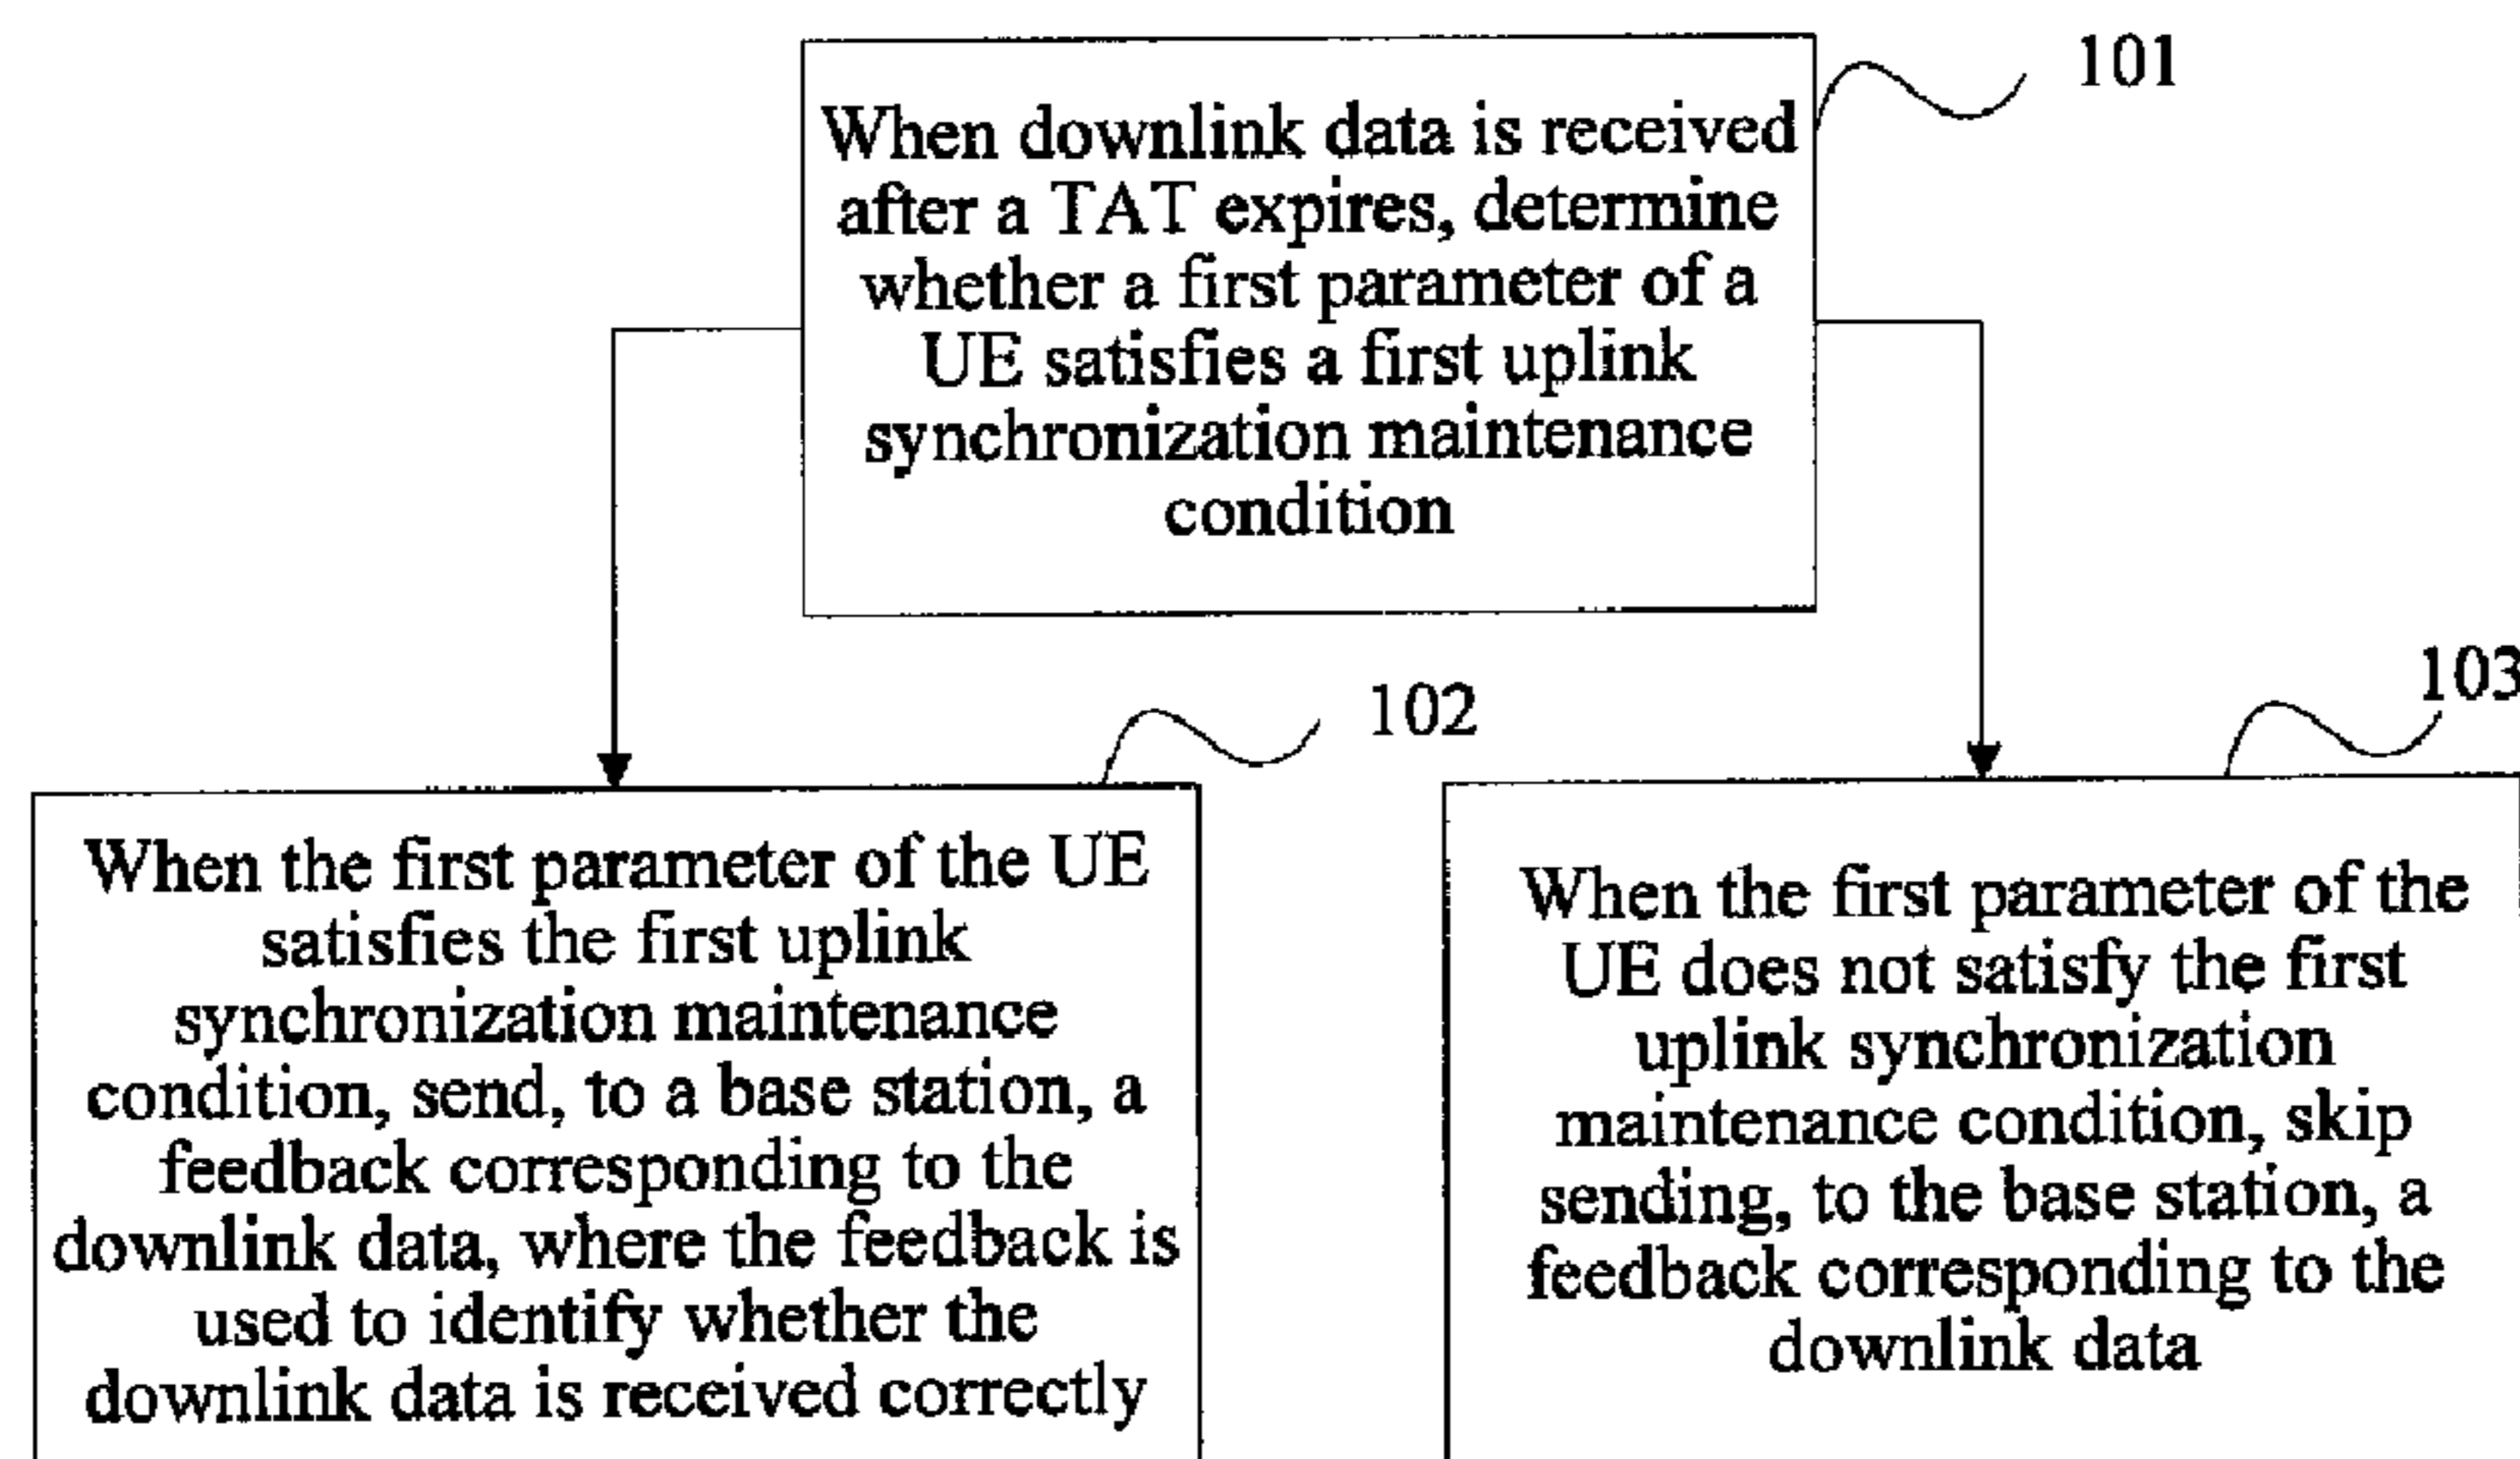 101
When downlink data is received
after a TAT expires, determine
whether a first parameter of a
UE satisfies a first uplink
synchronization maintenance
condition
102
When the first parameter of the UE
satisfies the first uplink
synchronization maintenance
condition, send, to a base station, a
feedback corresponding to the
downlink data, where the feedback is
used to identify whether the
downlink data is received correctly
103
When the first parameter of the
UE does not satisfy the first
uplink synchronization
maintenance condition, skip
sending, to the base station, a
feedback corresponding to the
downlink data